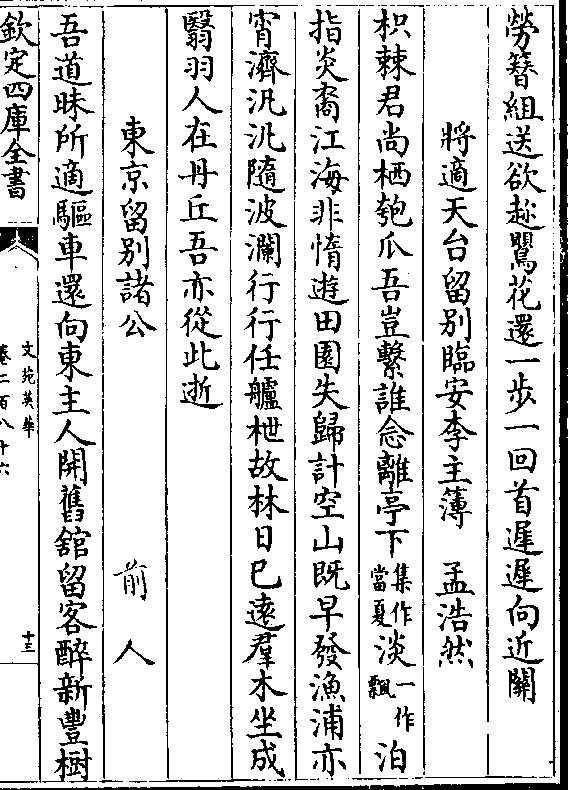 勞簪組送欲趁鸎花還一步一回首遲遲向近關
將適天台留别臨安李主簿　孟浩然
枳棘君尚栖匏瓜吾豈繫誰念離亭下集作當夏淡一作飄泊
指炎裔江海非惰遊田園失歸計空山既早發漁浦亦
宵濟汎汎隨波瀾行行任艫枻故林日已遠羣木坐成
翳羽人在丹丘吾亦從此逝
東京留别諸公　前人
吾道昧所適驅車還向東主人開舊舘留客醉新豐樹
欽定四庫全書
文苑英華
卷二百八十六
十三